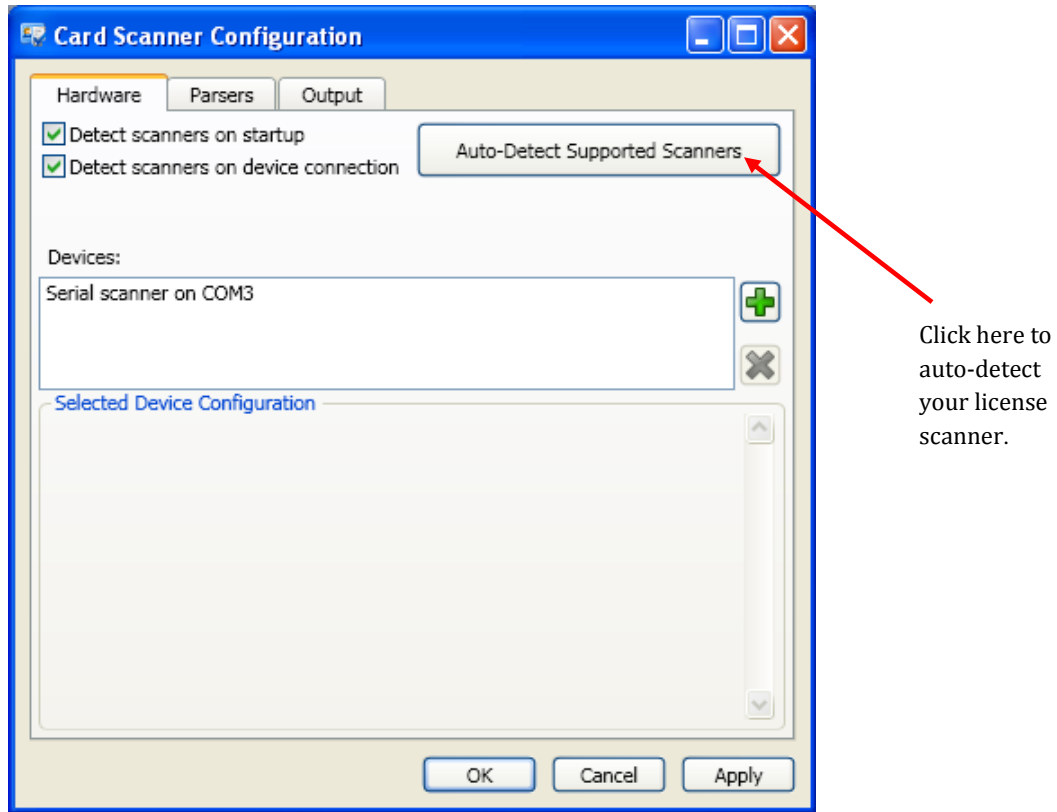 Card Scanner Configuration
Hardware Parsers Output
Detect scanners on startup
Auto-Detect Supported Scanners
Detect scanners on device connection
Devices:
Serial scanner on COM3
Click here to
auto-detect
your license
scanner.
Selected Device Configuration
OK Cancel Apply